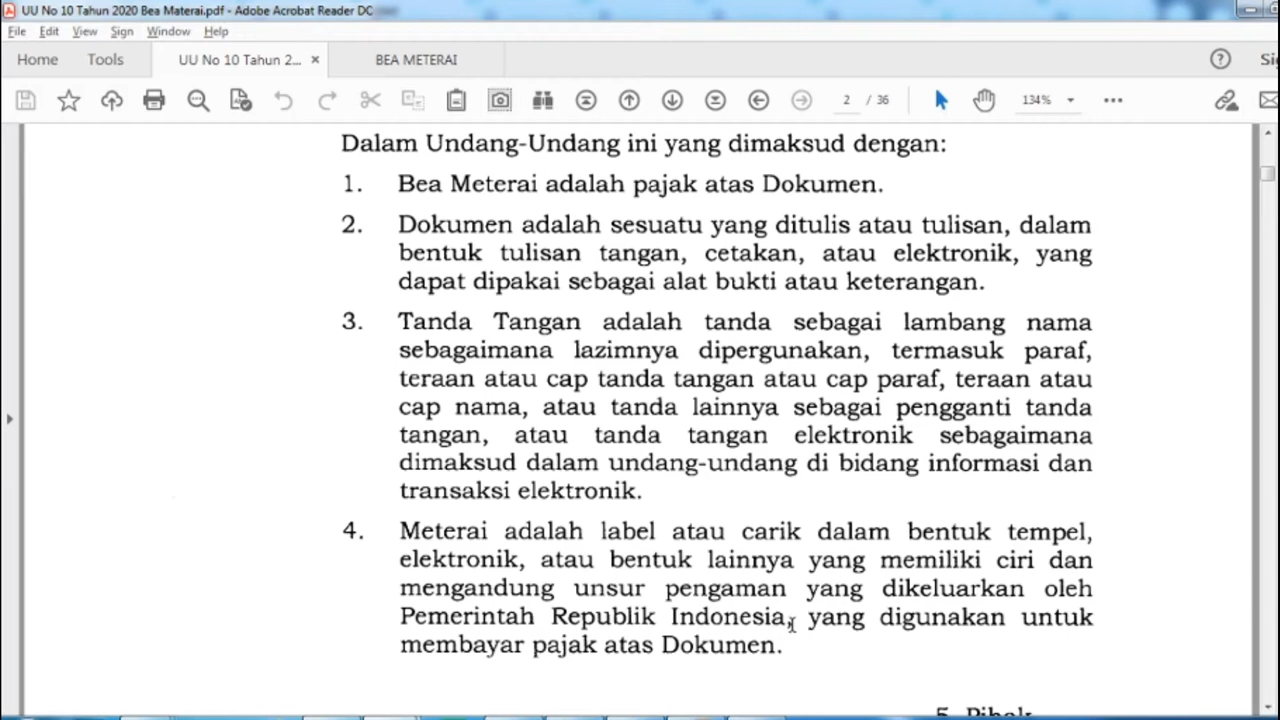 UU No 10 Tahun 2020 Bea Materai.pdf - Adobe Acrobat Reader DC
File Edit View Sign Window Help
Home Tools UU No 10 Tahun 2... × BEA METERAI
2 / 36 134%
Dalam Undang-Undang ini yang dimaksud dengan:
1. Bea Meterai adalah pajak atas Dokumen.
2. Dokumen adalah sesuatu yang ditulis atau tulisan, dalam
bentuk tulisan tangan, cetakan, atau elektronik, yang
dapat dipakai sebagai alat bukti atau keterangan.
3. Tanda Tangan adalah tanda sebagai lambang nama
sebagaimana lazimnya dipergunakan, termasuk paraf,
teraan atau cap tanda tangan atau cap paraf, teraan atau
cap nama, atau tanda lainnya sebagai pengganti tanda
tangan, atau tanda tangan elektronik sebagaimana
dimaksud dalam undang-undang di bidang informasi dan
transaksi elektronik.
4. Meterai adalah label atau carik dalam bentuk tempel,
elektronik, atau bentuk lainnya yang memiliki ciri dan
mengandung unsur pengaman yang dikeluarkan oleh
Pemerintah Republik Indonesia, yang digunakan untuk
membayar pajak atas Dokumen.
5. Pihak